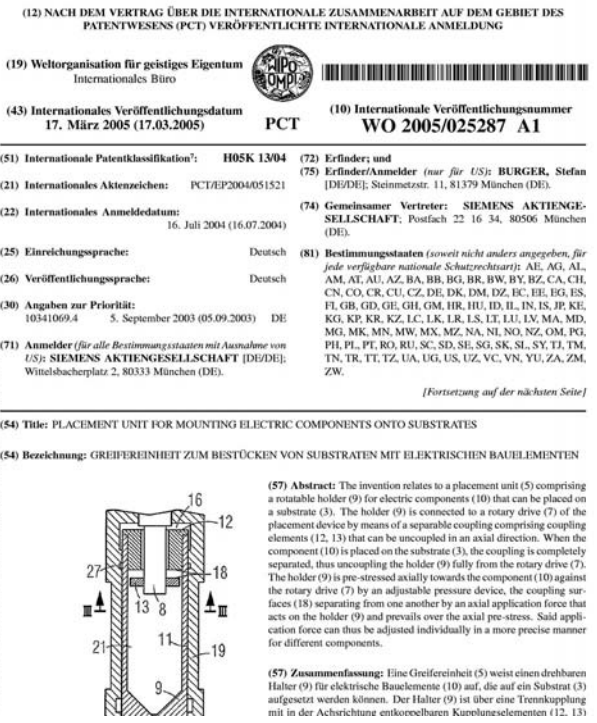 (12) NACH DEM VERTRAG ÜBER DIE INTERNATIONALE ZUSAMMENARBEIT AUF DEM GEBIET DES
PATENTWESENS (PCT) VERÖFFENTLICHTE INTERNATIONALE ANMELDUNG
(19) Weltorganisation für geistiges Eigentum
Internationales Büro
WIPO
OMPI
(43) Internationales Veröffentlichungsdatum
17. März 2005 (17.03.2005)
PCT
(10) Internationale Veröffentlichungsnummer
WO 2005/025287 A1
(51) Internationale Patentklassifikation7: H05K 13/04
(21) Internationales Aktenzeichen: PCT/EP2004/051521
(22) Internationales Anmeldedatum:
16. Juli 2004 (16.07.2004)
(25) Einreichungssprache: Deutsch
(26) Veröffentlichungssprache: Deutsch
(30) Angaben zur Priorität:
10341069.4 5. September 2003 (05.09.2003) DE
(71) Anmelder (für alle Bestimmungsstaaten mit Ausnahme von
US): SIEMENS AKTIENGESELLSCHAFT [DE/DE];
Wittelsbacherplatz 2, 80333 München (DE).
(72) Erfinder; und
(75) Erfinder/Anmelder (nur für US): BURGER, Stefan
[DE/DE]; Steinmetzstr. 11, 81379 München (DE).
(74) Gemeinsamer Vertreter: SIEMENS AKTIENGE-
SELLSCHAFT; Postfach 22 16 34, 80506 München
(DE).
(81) Bestimmungsstaaten (soweit nicht anders angegeben, für
jede verfügbare nationale Schutzrechtsart): AE, AG, AL,
AM, AT, AU, AZ, BA, BB, BG, BR, BW, BY, BZ, CA, CH,
CN, CO, CR, CU, CZ, DE, DK, DM, DZ, EC, EE, EG, ES,
FI, GB, GD, GE, GH, GM, HR, HU, ID, IL, IN, IS, JP, KE,
KG, KP, KR, KZ, LC, LK, LR, LS, LT, LU, LV, MA, MD,
MG, MK, MN, MW, MX, MZ, NA, NI, NO, NZ, OM, PG,
PH, PL, PT, RO, RU, SC, SD, SE, SG, SK, SL, SY, TJ, TM,
TN, TR, TT, TZ, UA, UG, US, UZ, VC, VN, YU, ZA, ZM,
ZW.
[Fortsetzung auf der nächsten Seite]
(54) Title: PLACEMENT UNIT FOR MOUNTING ELECTRIC COMPONENTS ONTO SUBSTRATES
(54) Bezeichnung: GREIFEREINHEIT ZUM BESTÜCKEN VON SUBSTRATEN MIT ELEKTRISCHEN BAUELEMENTEN
16
12
27
18
III 13 8 III
21
11
19
9
(57) Abstract: The invention relates to a placement unit (5) comprising
a rotatable holder (9) for electric components (10) that can be placed on
a substrate (3). The holder (9) is connected to a rotary drive (7) of the
placement device by means of a separable coupling comprising coupling
elements (12, 13) that can be uncoupled in an axial direction. When the
component (10) is placed on the substrate (3), the coupling is completely
separated, thus uncoupling the holder (9) fully from the rotary drive (7).
The holder (9) is pre-stressed axially towards the component (10) against
the rotary drive (7) by an adjustable pressure device, the coupling sur-
faces (18) separating from one another by an axial application force that
acts on the holder (9) and prevails over the axial pre-stress. Said appli-
cation force can thus be adjusted individually in a more precise manner
for different components.
(57) Zusammenfassung: Eine Greifereinheit (5) weist einen drehbaren
Halter (9) für elektrische Bauelemente (10) auf, die auf ein Substrat (3)
aufgesetzt werden können. Der Halter (9) ist über eine Trennkupplung
mit in der Achsrichtung entkoppelbaren Kupplungselementen (12, 13)